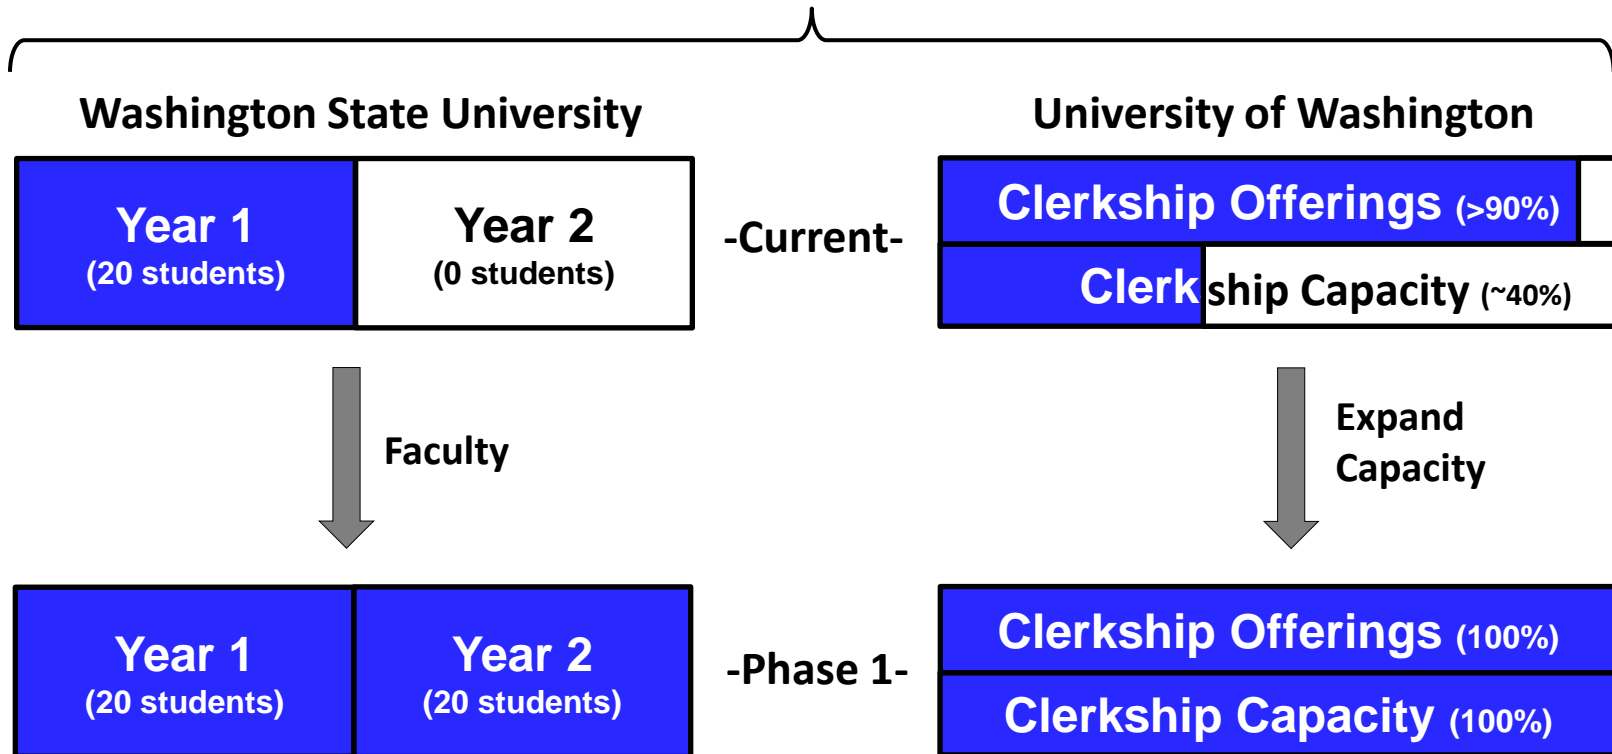 Washington State University
University of Washington
Year 1
(20 students)
Year 2
(0 students)
-Current-
Clerkship Offerings (>90%)
Clerkship Capacity (~40%)
Faculty
Expand
Capacity
Year 1
(20 students)
Year 2
(20 students)
-Phase 1-
Clerkship Offerings (100%)
Clerkship Capacity (100%)